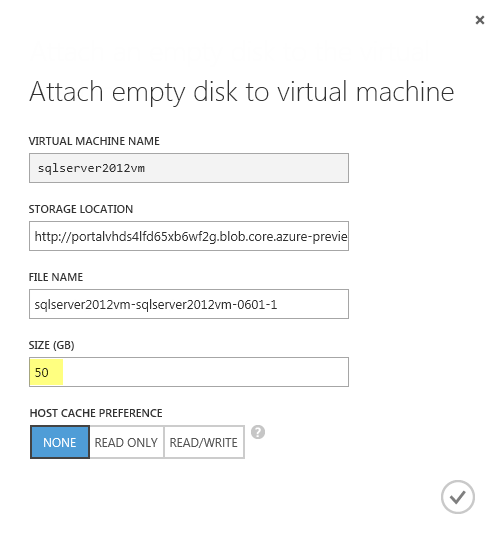 Attach empty disk to virtual machine
VIRTUAL MACHINE NAME
sqlserver2012vm
STORAGE LOCATION
http://portalvhds4lfd65xb6wf2g.blob.core.azure-previe
FILE NAME
sqlserver2012vm-sqlserver2012vm-0601-1
SIZE (GB)
50
HOST CACHE PREFERENCE
NONE READ ONLY READ/WRITE ?